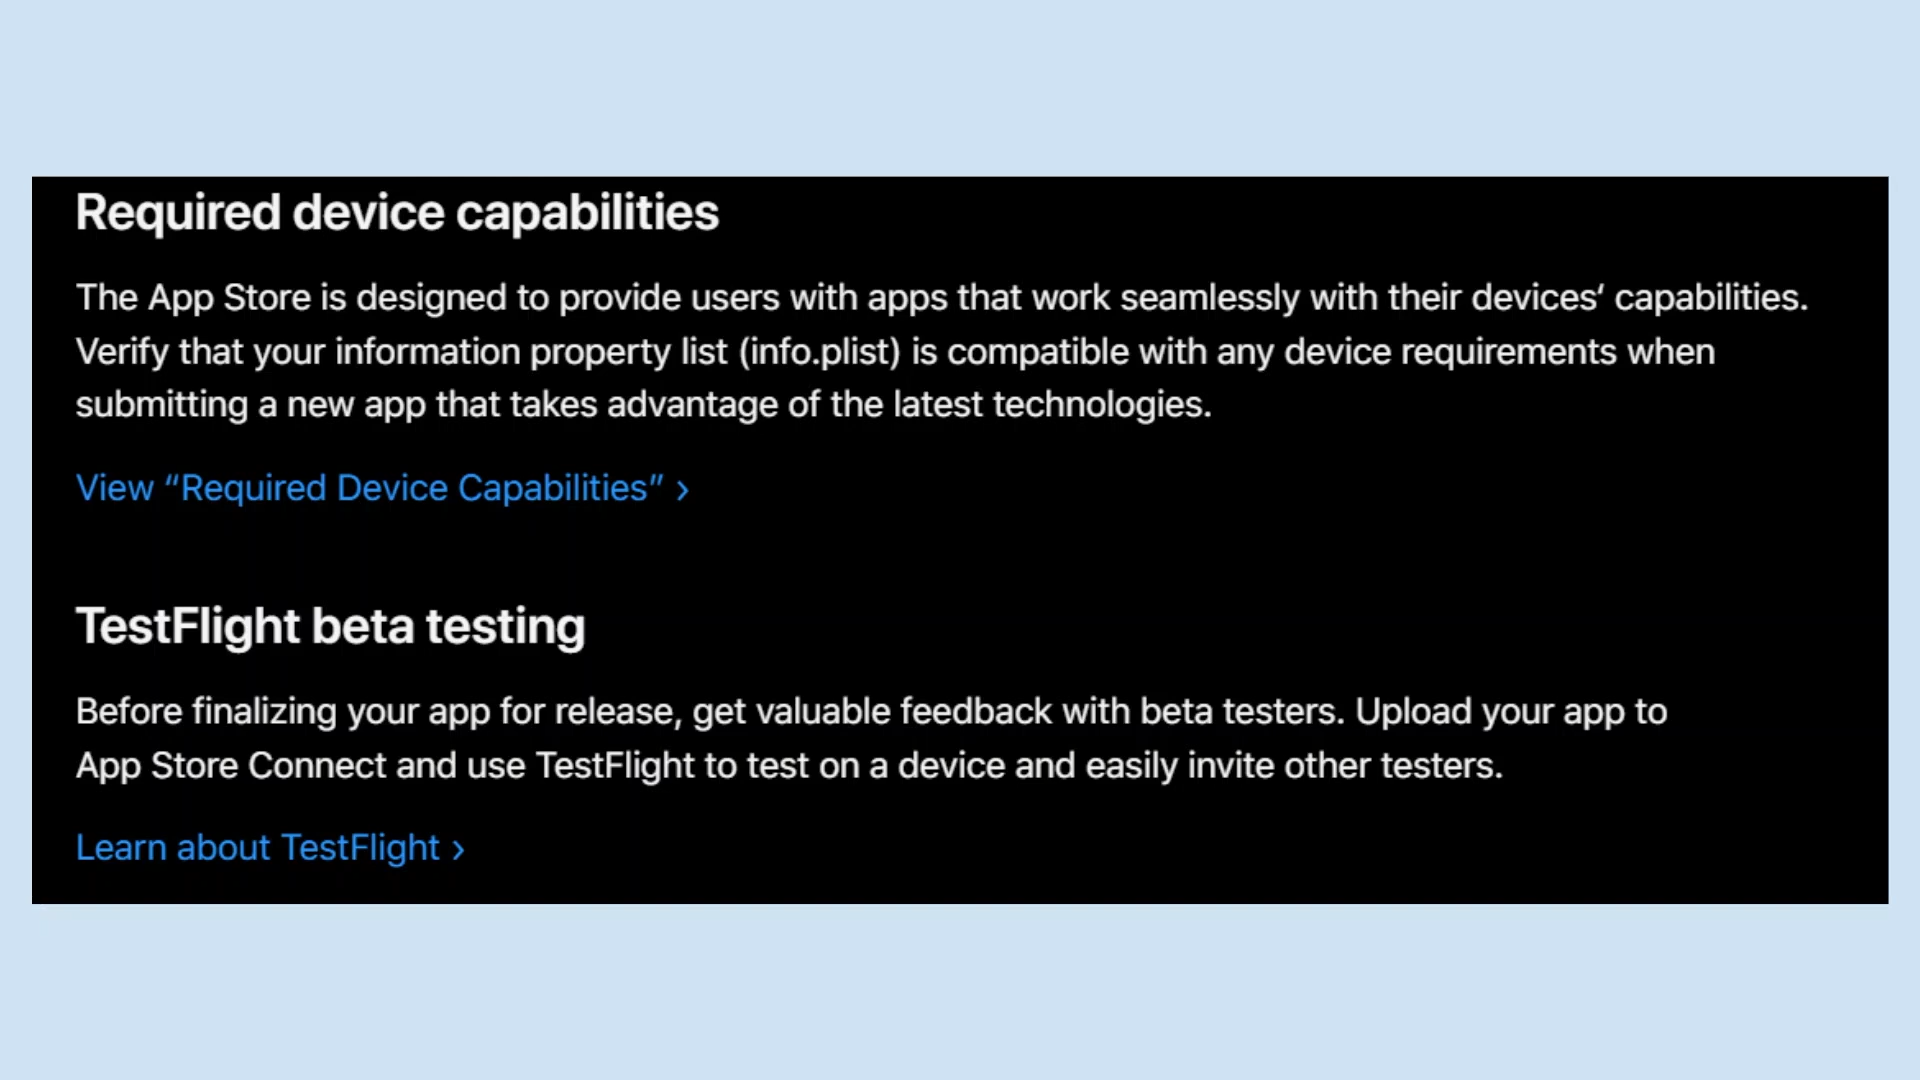 Required device capabilities
The App Store is designed to provide users with apps that work seamlessly with their devices‘ capabilities.
Verify that your information property list (info.plist) is compatible with any device requirements when
submitting a new app that takes advantage of the latest technologies.
View “Required Device Capabilities” ›
TestFlight beta testing
Before finalizing your app for release, get valuable feedback with beta testers. Upload your app to
App Store Connect and use TestFlight to test on a device and easily invite other testers.
Learn about TestFlight ›